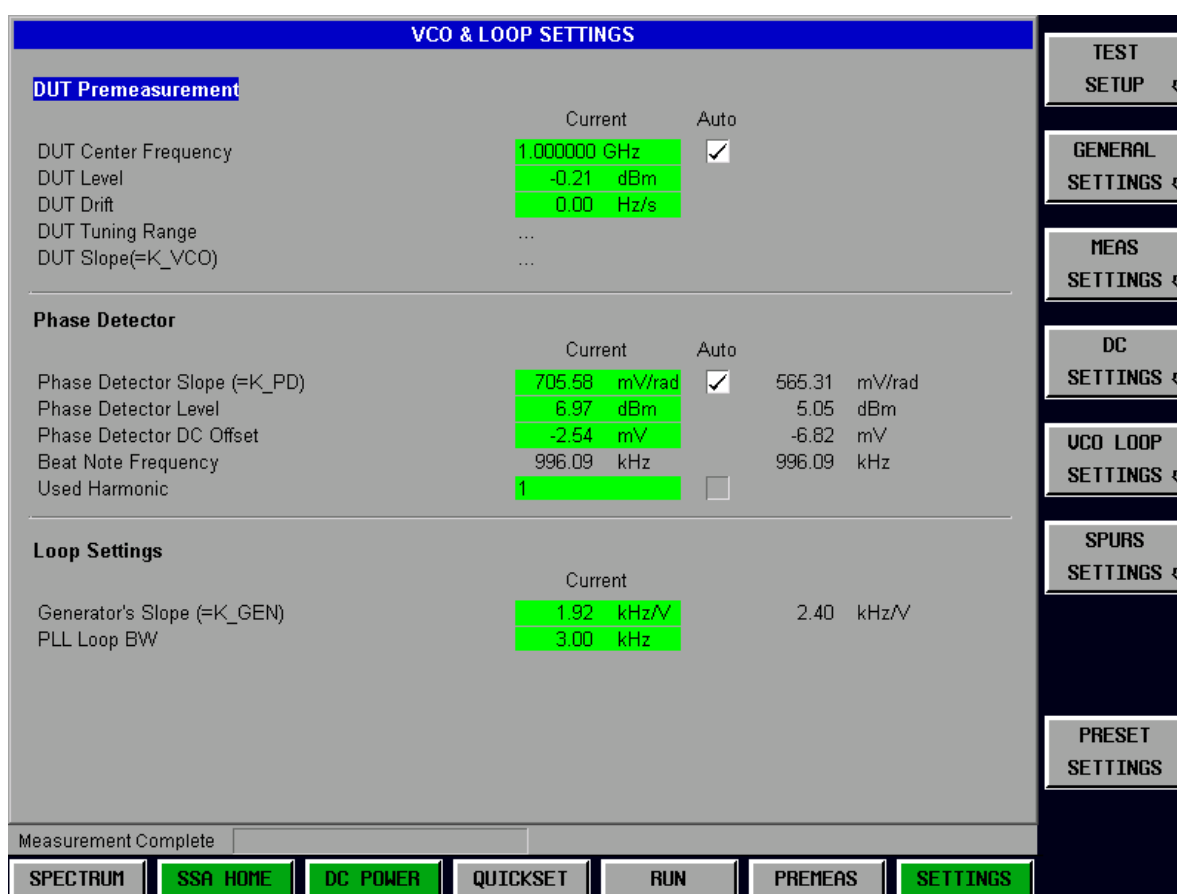 VCO & LOOP SETTINGS
DUT Premeasurement
Current Auto
DUT Center Frequency 1.000000 GHz
DUT Level -0.21 dBm
DUT Drift 0.00 Hz/s
DUT Tuning Range ...
DUT Slope(=K_VCO) ...
Phase Detector
Current Auto
Phase Detector Slope (=K_PD) 705.58 mV/rad 565.31 mV/rad
Phase Detector Level 6.97 dBm 5.05 dBm
Phase Detector DC Offset -2.54 mV -6.82 mV
Beat Note Frequency 996.09 kHz 996.09 kHz
Used Harmonic 1
Loop Settings
Current
Generator's Slope (=K_GEN) 1.92 kHz/V 2.40 kHz/V
PLL Loop BW 3.00 kHz
Measurement Complete
SPECTRUM SSA HOME DC POWER QUICKSET RUN PREMEAS SETTINGS
TEST
SETUP
GENERAL
SETTINGS
MEAS
SETTINGS
DC
SETTINGS
VCO LOOP
SETTINGS
SPURS
SETTINGS
PRESET
SETTINGS